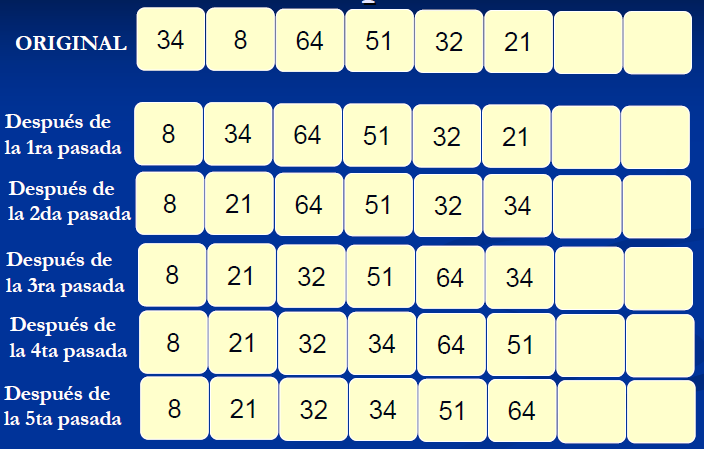 ORIGINAL 34 8 64 51 32 21
Después de
la 1ra pasada 8 34 64 51 32 21
Después de
la 2da pasada 8 21 64 51 32 34
Después de
la 3ra pasada 8 21 32 51 64 34
Después de
la 4ta pasada 8 21 32 34 64 51
Después de
la 5ta pasada 8 21 32 34 51 64